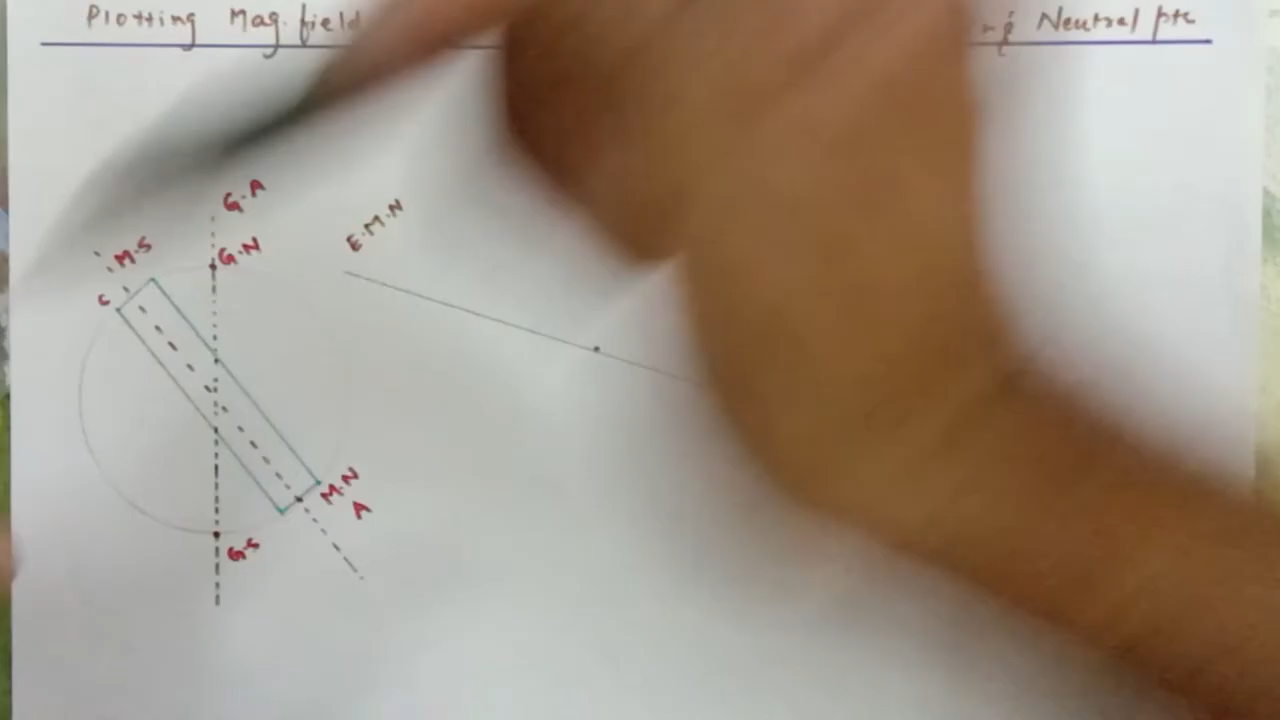 Plotting Mag. field
Neutral pts
G.A
E.M.N
G.N
M.S
M.N
A
G.S